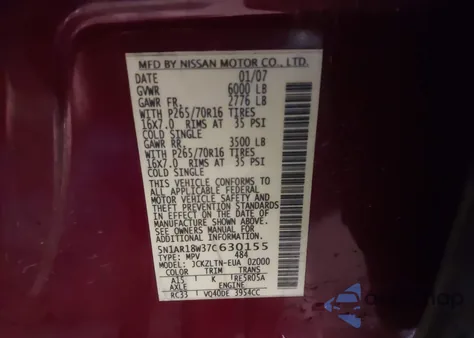 MFD BY NISSAN MOTOR CO., LTD.
DATE 01/07
GVWR 6000 LB
GAWR FR. 2776 LB
WITH P265/70R16 TIRES
16X7.0 RIMS AT 35 PSI
COLD SINGLE
GAWR RR. 3500 LB
WITH P265/70R16 TIRES
16X7.0 RIMS AT 35 PSI
COLD SINGLE
THIS VEHICLE CONFORMS TO
ALL APPLICABLE FEDERAL
MOTOR VEHICLE SAFETY AND
THEFT PREVENTION STANDARDS
IN EFFECT ON THE DATE OF
MANUFACTURE SHOWN ABOVE.
SEE OWNERS MANUAL FOR
ADDITIONAL INFORMATION
5N1AR18W37C630155
TYPE: MPV 484
MODEL: JCKZLTN-EUA 0Z000
COLOR TRIM TRANS
A15 K RE5R05A
AXLE ENGINE
RC33 VQ40DE 3954CC